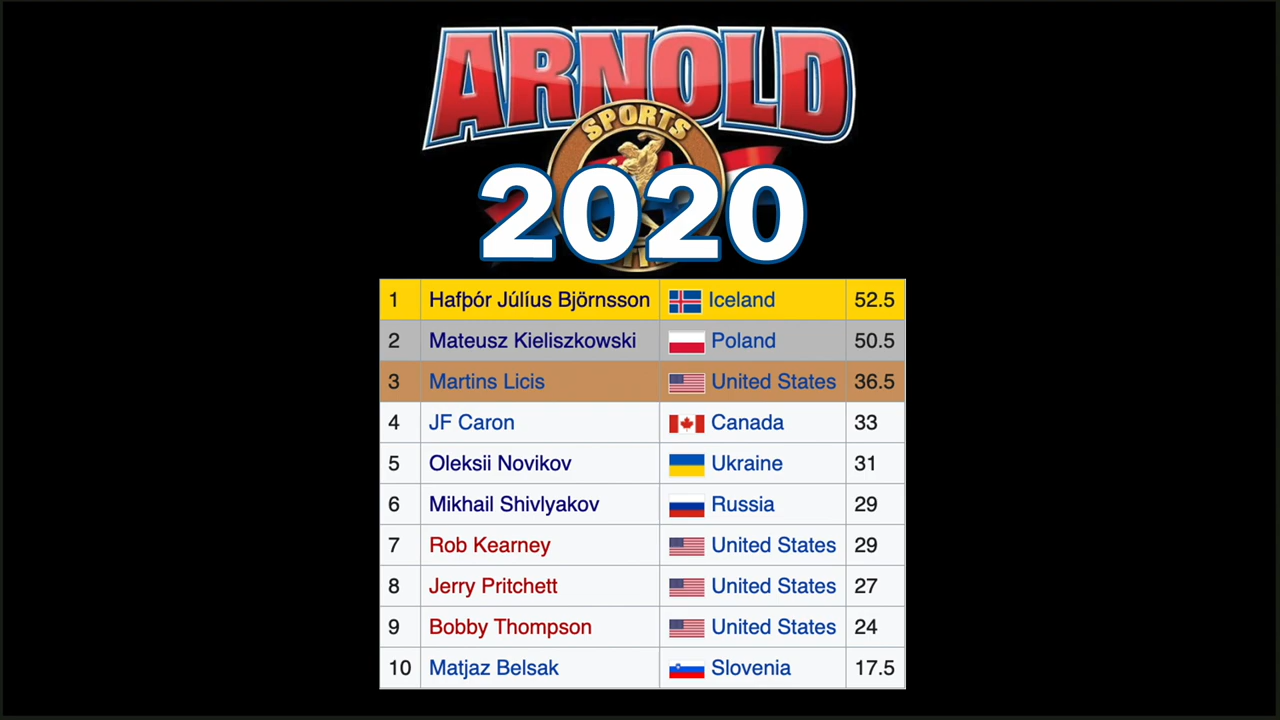 ARNOLD
SPORTS
2020
1 Hafþór Júlíus Björnsson Iceland 52.5
2 Mateusz Kieliszkowski Poland 50.5
3 Martins Licis United States 36.5
4 JF Caron Canada 33
5 Oleksii Novikov Ukraine 31
6 Mikhail Shivlyakov Russia 29
7 Rob Kearney United States 29
8 Jerry Pritchett United States 27
9 Bobby Thompson United States 24
10 Matjaz Belsak Slovenia 17.5